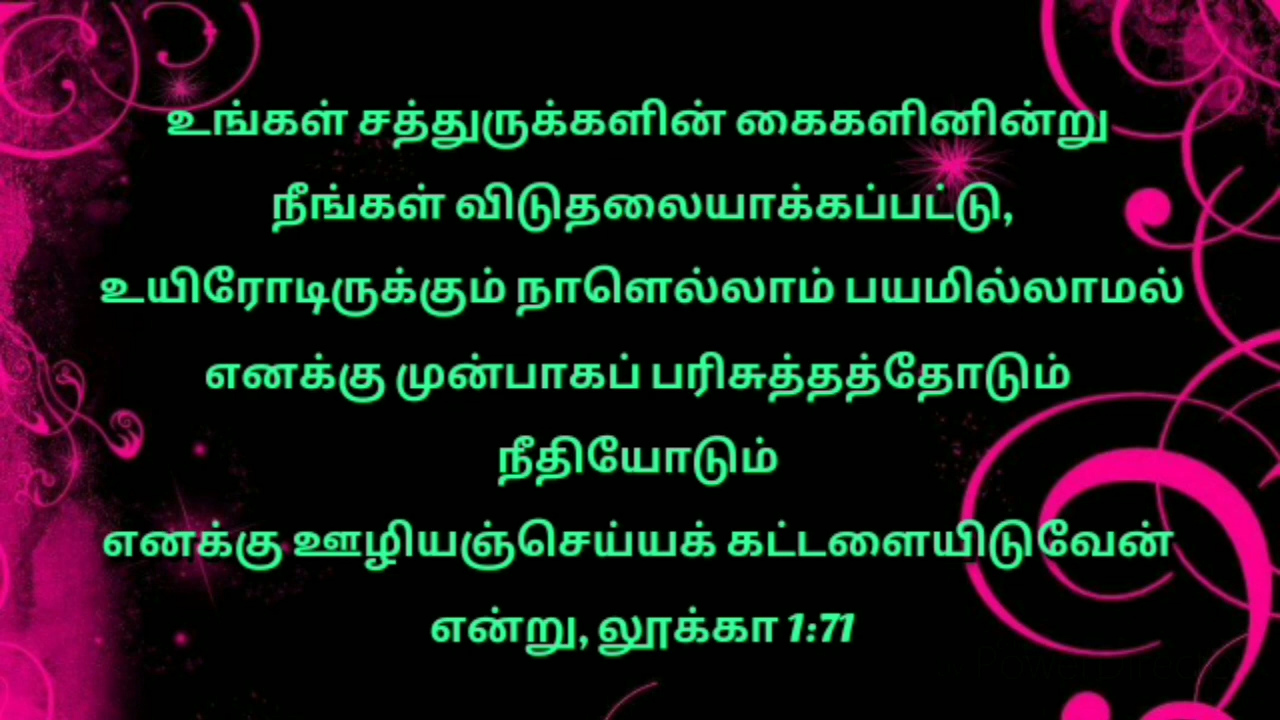 உங்கள் சத்துருக்களின் கைகளினின்று
நீங்கள் விடுதலையாக்கப்பட்டு,
உயிரோடிருக்கும் நாளெல்லாம் பயமில்லாமல்
எனக்கு முன்பாகப் பரிசுத்தத்தோடும்
நீதியோடும்
எனக்கு ஊழியஞ்செய்யக் கட்டளையிடுவேன்
என்று, லூக்கா 1:71